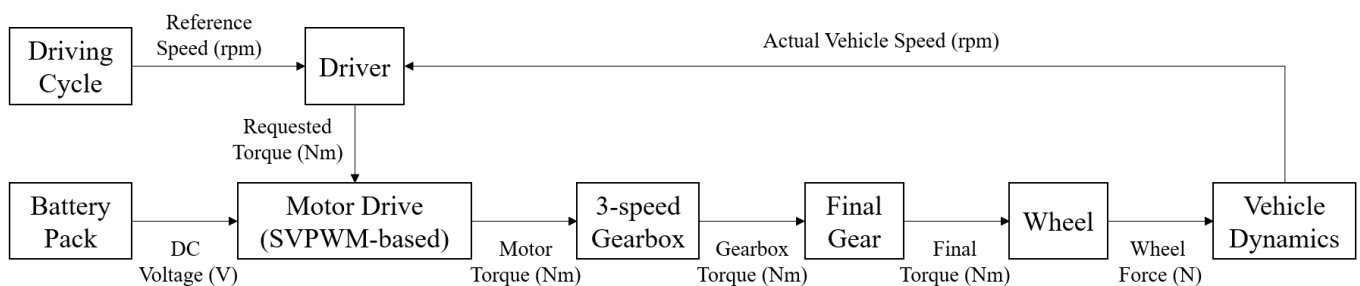 Reference
Speed (rpm)
Driving
Cycle
Driver
Actual Vehicle Speed (rpm)
Requested
Torque (Nm)
Battery
Pack
DC
Voltage (V)
Motor Drive
(SVPWM-based)
Motor
Torque (Nm)
3-speed
Gearbox
Gearbox
Torque (Nm)
Final
Gear
Final
Torque (Nm)
Wheel
Wheel
Force (N)
Vehicle
Dynamics